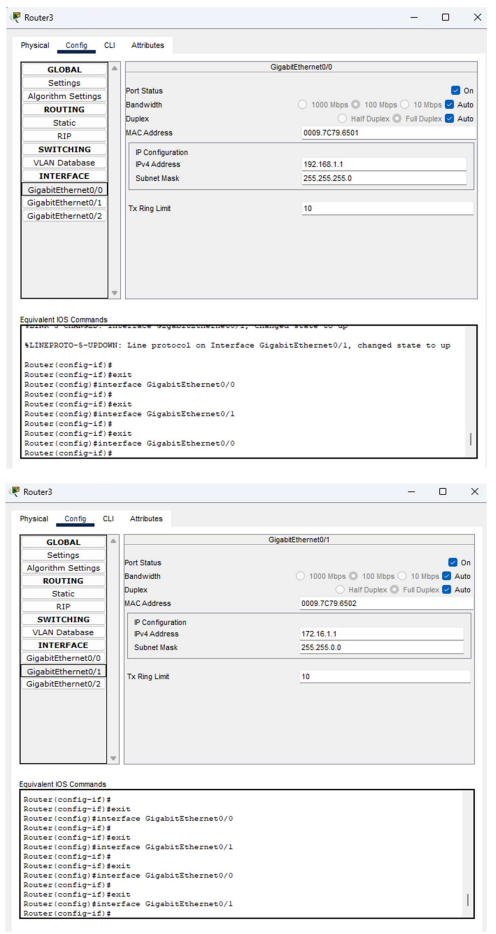 Router3
Physical Config CLI Attributes
GLOBAL
Settings
Algorithm Settings
ROUTING
Static
RIP
SWITCHING
VLAN Database
INTERFACE
GigabitEthernet0/0
GigabitEthernet0/1
GigabitEthernet0/2
GigabitEthernet0/0
Port Status On
Bandwidth 1000 Mbps 100 Mbps 10 Mbps Auto
Duplex Half Duplex Full Duplex Auto
MAC Address 0009.7C79.6501
IP Configuration
IPv4 Address 192.168.1.1
Subnet Mask 255.255.255.0
Tx Ring Limit 10
Equivalent IOS Commands
%LINK-5-CHANGED: Interface GigabitEthernet0/1, changed state to up
%LINEPROTO-5-UPDOWN: Line protocol on Interface GigabitEthernet0/1, changed state to up
Router(config-if)#
Router(config-if)#exit
Router(config)#interface GigabitEthernet0/0
Router(config-if)#
Router(config-if)#exit
Router(config)#interface GigabitEthernet0/1
Router(config-if)#
Router(config-if)#exit
Router(config)#interface GigabitEthernet0/0
Router(config-if)#
Router3
Physical Config CLI Attributes
GLOBAL
Settings
Algorithm Settings
ROUTING
Static
RIP
SWITCHING
VLAN Database
INTERFACE
GigabitEthernet0/0
GigabitEthernet0/1
GigabitEthernet0/2
GigabitEthernet0/1
Port Status On
Bandwidth 1000 Mbps 100 Mbps 10 Mbps Auto
Duplex Half Duplex Full Duplex Auto
MAC Address 0009.7C79.6502
IP Configuration
IPv4 Address 172.16.1.1
Subnet Mask 255.255.0.0
Tx Ring Limit 10
Equivalent IOS Commands
Router(config-if)#
Router(config-if)#exit
Router(config)#interface GigabitEthernet0/0
Router(config-if)#
Router(config-if)#exit
Router(config)#interface GigabitEthernet0/1
Router(config-if)#
Router(config-if)#exit
Router(config)#interface GigabitEthernet0/0
Router(config-if)#
Router(config-if)#exit
Router(config)#interface GigabitEthernet0/1
Router(config-if)#